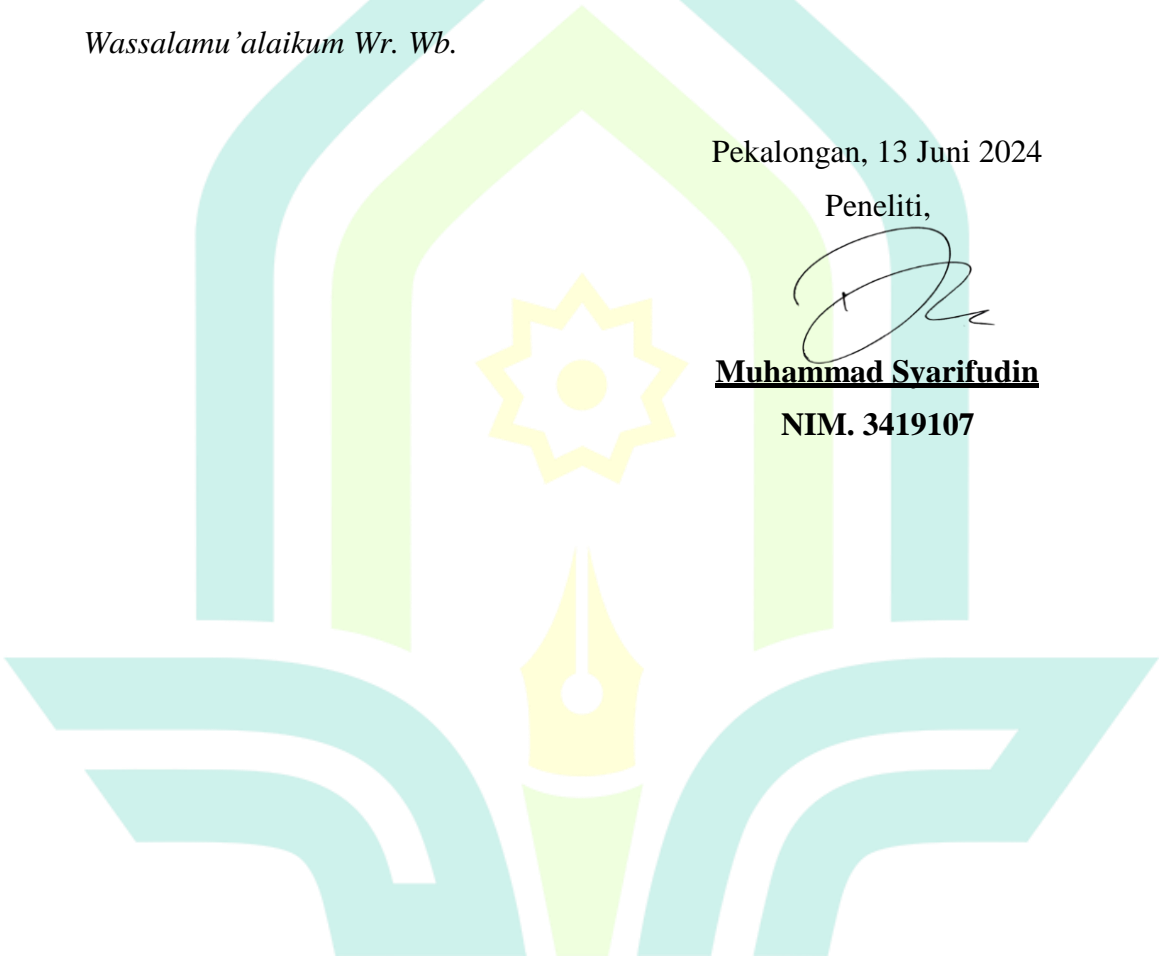 Wassalamu’alaikum Wr. Wb.
Pekalongan, 13 Juni 2024
Peneliti,
Muhammad Syarifudin
NIM. 3419107